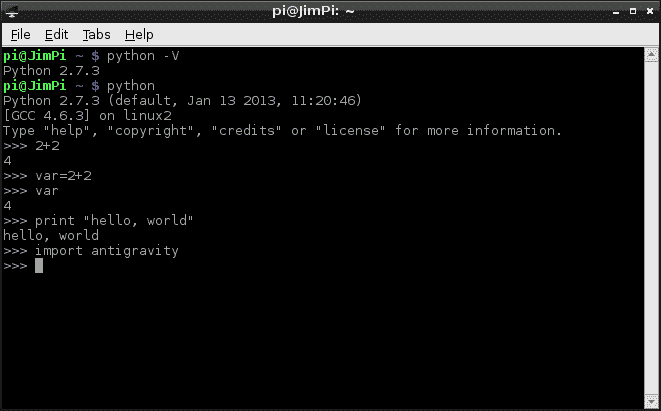 pi@JimPi: ~
File Edit Tabs Help
pi@JimPi ~ $ python -V
Python 2.7.3
pi@JimPi ~ $ python
Python 2.7.3 (default, Jan 13 2013, 11:20:46)
[GCC 4.6.3] on linux2
Type "help", "copyright", "credits" or "license" for more information.
>>> 2+2
4
>>> var=2+2
>>> var
4
>>> print "hello, world"
hello, world
>>> import antigravity
>>>